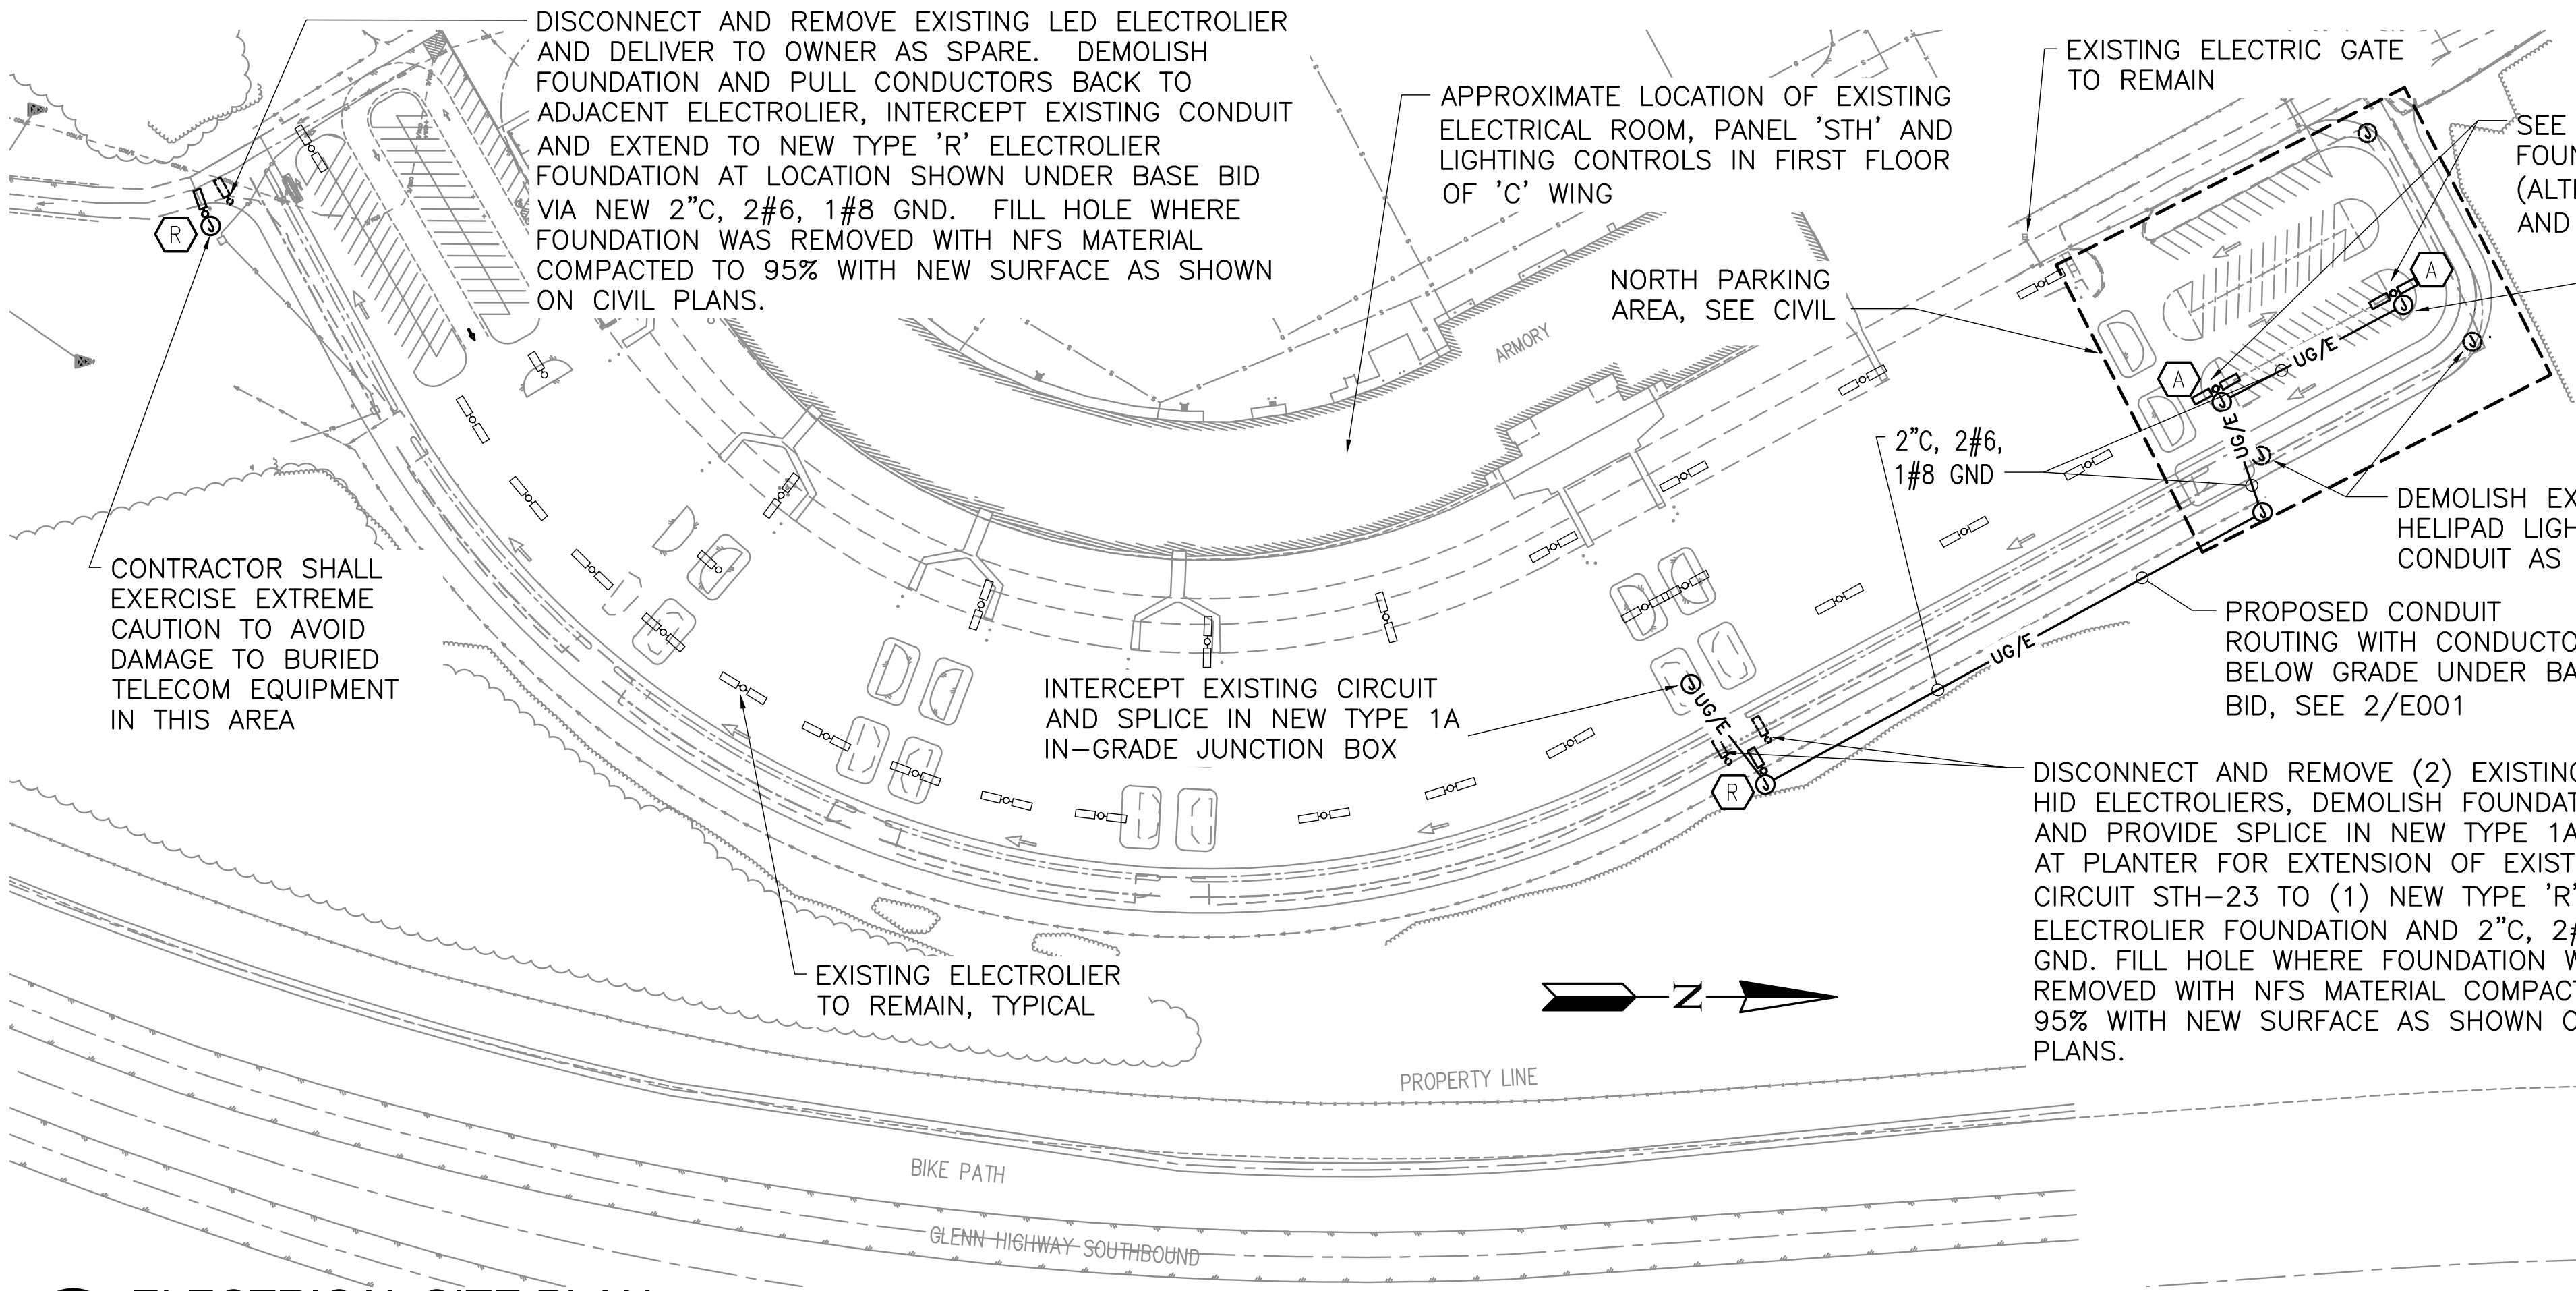 DISCONNECT AND REMOVE EXISTING LED ELECTROLIER
AND DELIVER TO OWNER AS SPARE. DEMOLISH
FOUNDATION AND PULL CONDUCTORS BACK TO
ADJACENT ELECTROLIER, INTERCEPT EXISTING CONDUIT
AND EXTEND TO NEW TYPE 'R' ELECTROLIER
FOUNDATION AT LOCATION SHOWN UNDER BASE BID
VIA NEW 2"C, 2#6, 1#8 GND. FILL HOLE WHERE
FOUNDATION WAS REMOVED WITH NFS MATERIAL
COMPACTED TO 95% WITH NEW SURFACE AS SHOWN
ON CIVIL PLANS.
APPROXIMATE LOCATION OF EXISTING
ELECTRICAL ROOM, PANEL 'STH' AND
LIGHTING CONTROLS IN FIRST FLOOR
OF 'C' WING
EXISTING ELECTRIC GATE
TO REMAIN
SEE
FOUN
(ALT
AND
NORTH PARKING
AREA, SEE CIVIL
ARMORY
R
J
J
A
J
J
A
J
UG/E
UG/E
J
J
2"C, 2#6,
1#8 GND
DEMOLISH EX
HELIPAD LIGH
CONDUIT AS
CONTRACTOR SHALL
EXERCISE EXTREME
CAUTION TO AVOID
DAMAGE TO BURIED
TELECOM EQUIPMENT
IN THIS AREA
PROPOSED CONDUIT
ROUTING WITH CONDUCTO
BELOW GRADE UNDER BA
BID, SEE 2/E001
UG/E
INTERCEPT EXISTING CIRCUIT
AND SPLICE IN NEW TYPE 1A
IN-GRADE JUNCTION BOX
UG/E
R
J
DISCONNECT AND REMOVE (2) EXISTING
HID ELECTROLIERS, DEMOLISH FOUNDAT
AND PROVIDE SPLICE IN NEW TYPE 1A
AT PLANTER FOR EXTENSION OF EXIST
CIRCUIT STH-23 TO (1) NEW TYPE 'R'
ELECTROLIER FOUNDATION AND 2"C, 2#
GND. FILL HOLE WHERE FOUNDATION W
REMOVED WITH NFS MATERIAL COMPACT
95% WITH NEW SURFACE AS SHOWN O
PLANS.
EXISTING ELECTROLIER
TO REMAIN, TYPICAL
N
PROPERTY LINE
BIKE PATH
GLENN HIGHWAY SOUTHBOUND
ELECTRICAL SITE PLAN